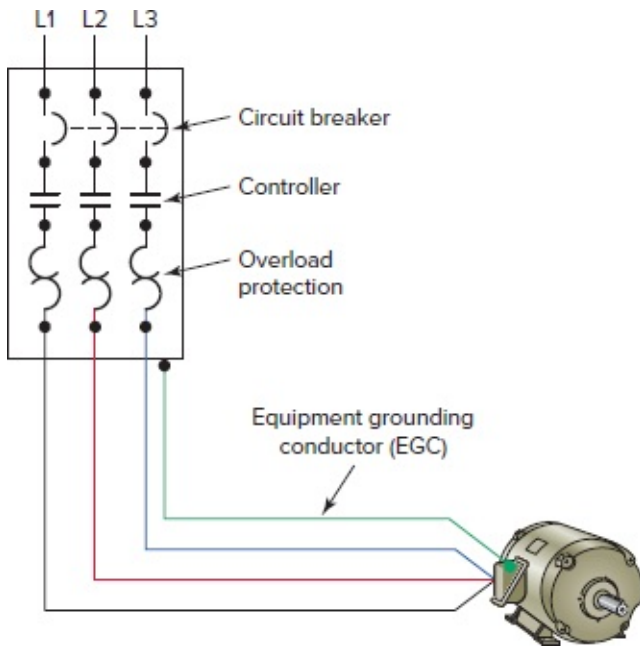 L1 L2 L3
Circuit breaker
Controller
Overload
protection
Equipment grounding
conductor (EGC)